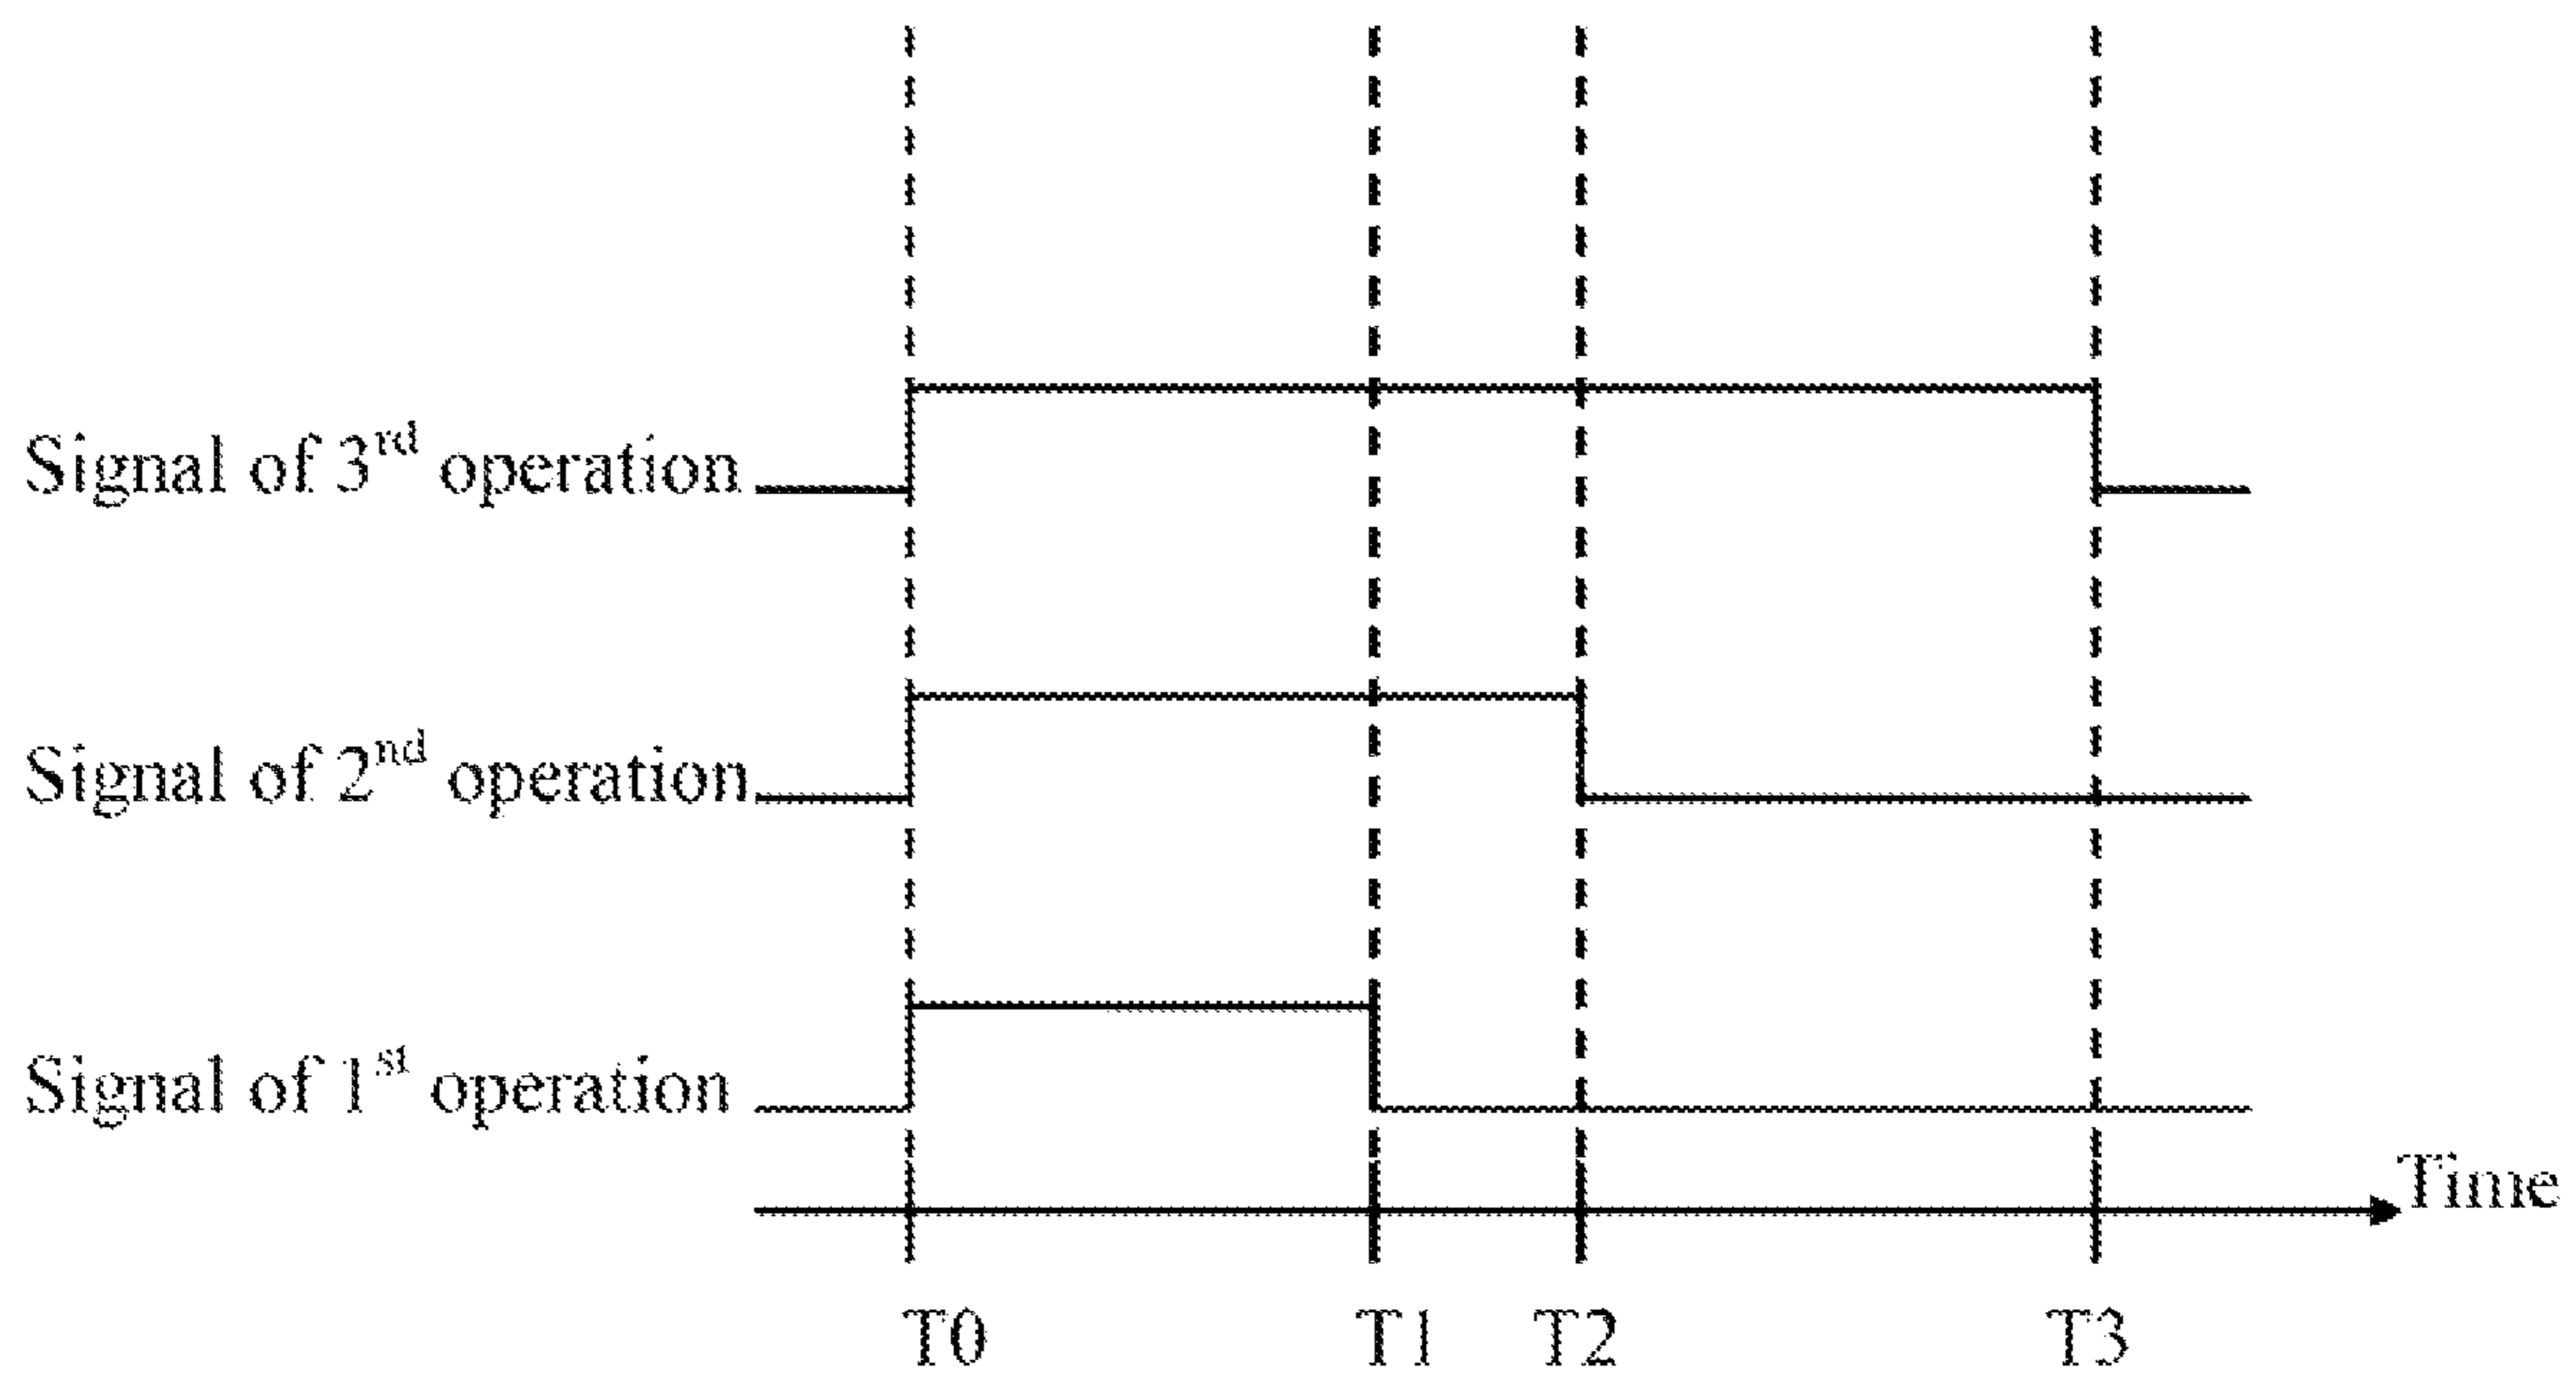 Signal of 3rd operation
Signal of 2nd operation
Signal of 1st operation
Time
T0 T1 T2 T3